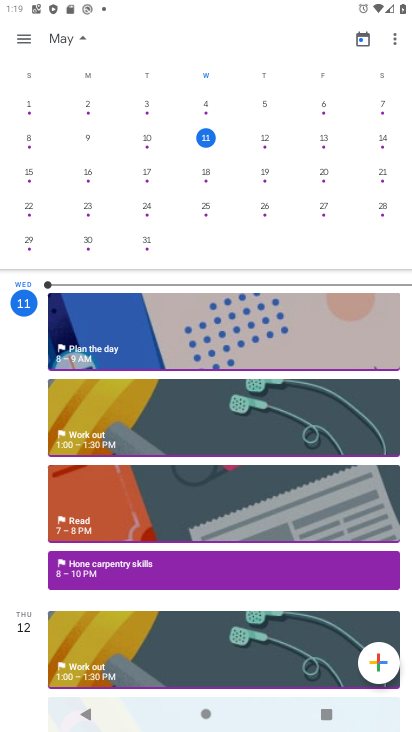 1:19
May
S M T W T F S
1 2 3 4 5 6 7
8 9 10 11 12 13 14
15 16 17 18 19 20 21
22 23 24 25 26 27 28
29 30 31
WED
11
Plan the day
8 – 9 AM
Work out
1:00 – 1:30 PM
Read
7 – 8 PM
Hone carpentry skills
8 – 10 PM
THU
12
Work out
1:00 – 1:30 PM